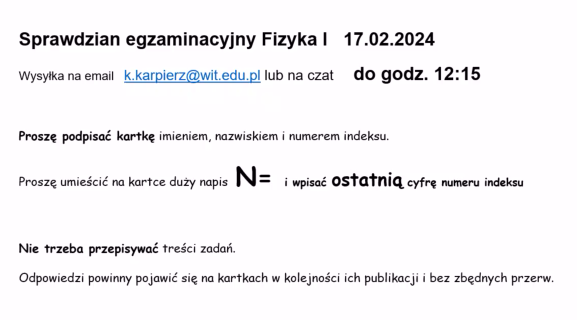 Sprawdzian egzaminacyjny Fizyka I 17.02.2024
Wysyłka na email k.karpierz@wit.edu.pl lub na czat do godz. 12:15
Proszę podpisać kartkę imieniem, nazwiskiem i numerem indeksu.
Proszę umieścić na kartce duży napis N= i wpisać ostatnią cyfrę numeru indeksu
Nie trzeba przepisywać treści zadań.
Odpowiedzi powinny pojawić się na kartkach w kolejności ich publikacji i bez zbędnych przerw.